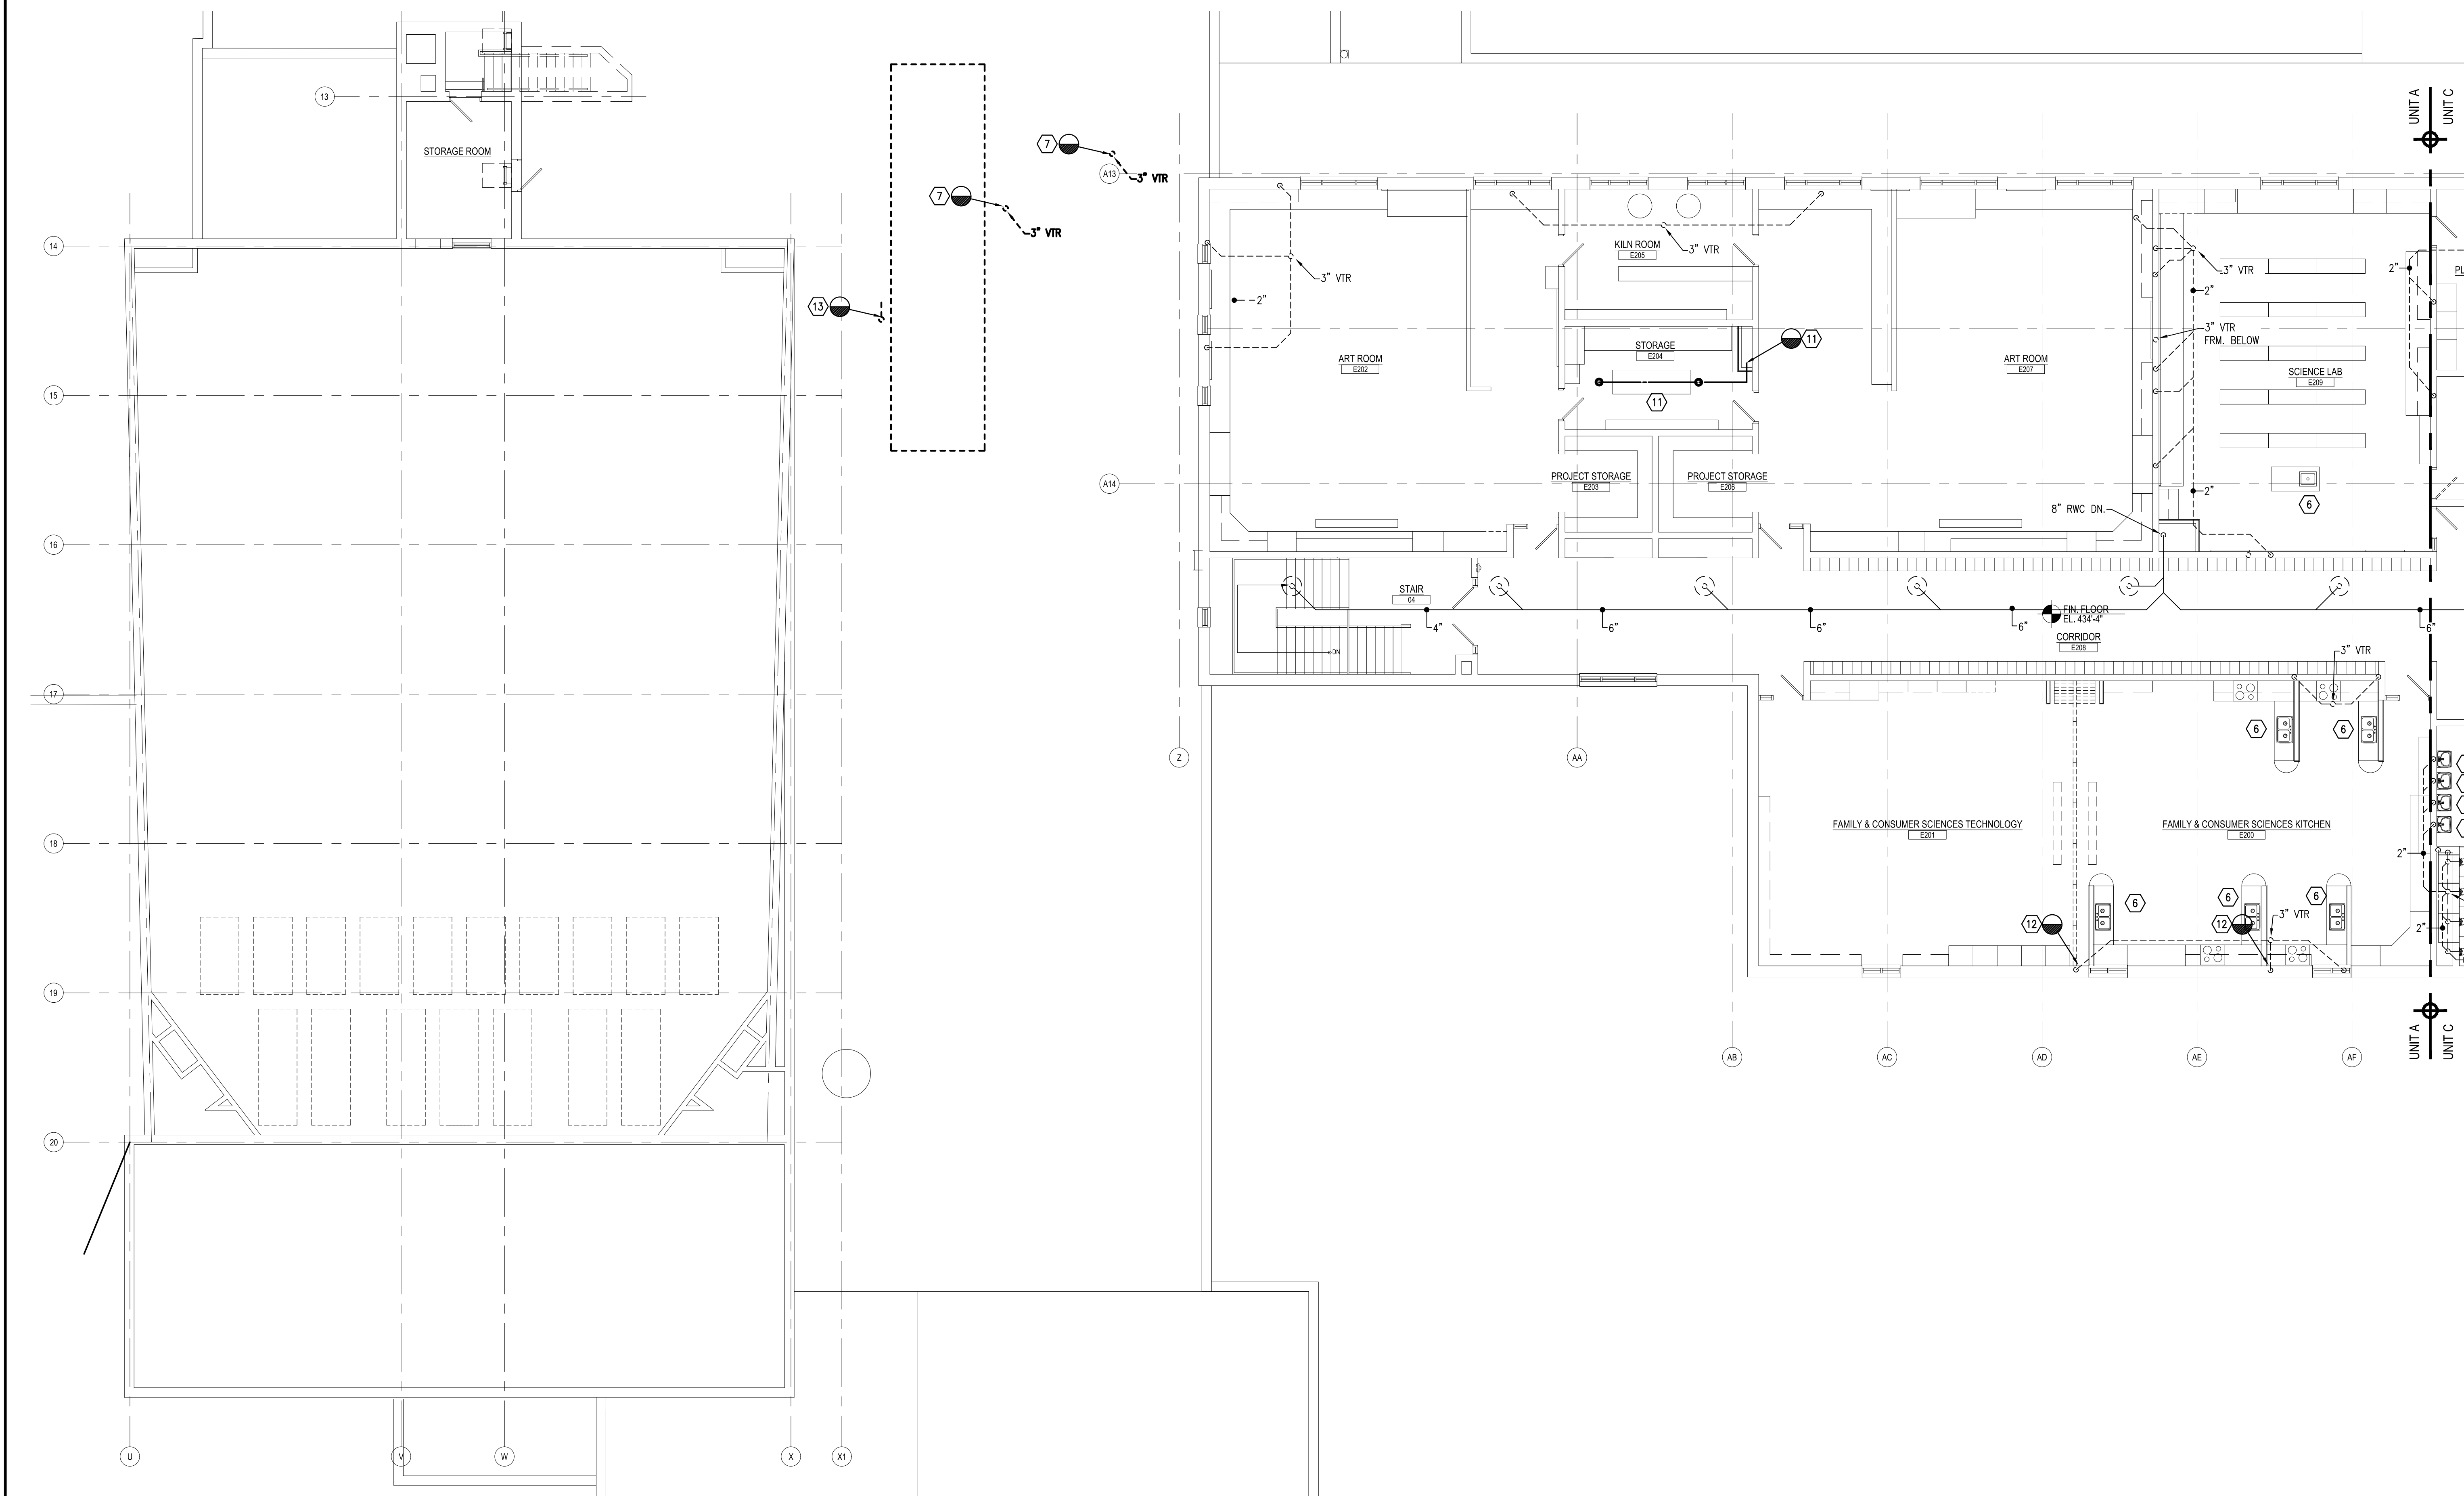 UNIT A
UNIT C
13
STORAGE ROOM
7
3" VTR
A13
7
3" VTR
14
13
KILN ROOM
E205
3" VTR
3" VTR
2"
3" VTR
2"
3" VTR
FRM. BELOW
2"
PL
ART ROOM
E202
STORAGE
E204
11
11
ART ROOM
E207
SCIENCE LAB
E209
15
A14
PROJECT STORAGE
E203
PROJECT STORAGE
E206
2"
6
8" RWC DN.
16
STAIR
04
4"
6"
6"
6"
FIN. FLOOR
EL. 434'-4"
6"
DN
CORRIDOR
E208
3" VTR
17
6
6
Z
AA
FAMILY & CONSUMER SCIENCES TECHNOLOGY
E201
FAMILY & CONSUMER SCIENCES KITCHEN
E200
18
2"
6
6
6
12
12
3" VTR
2"
19
UNIT A
UNIT C
AB
AC
AD
AE
AF
20
U
V
W
X
X1